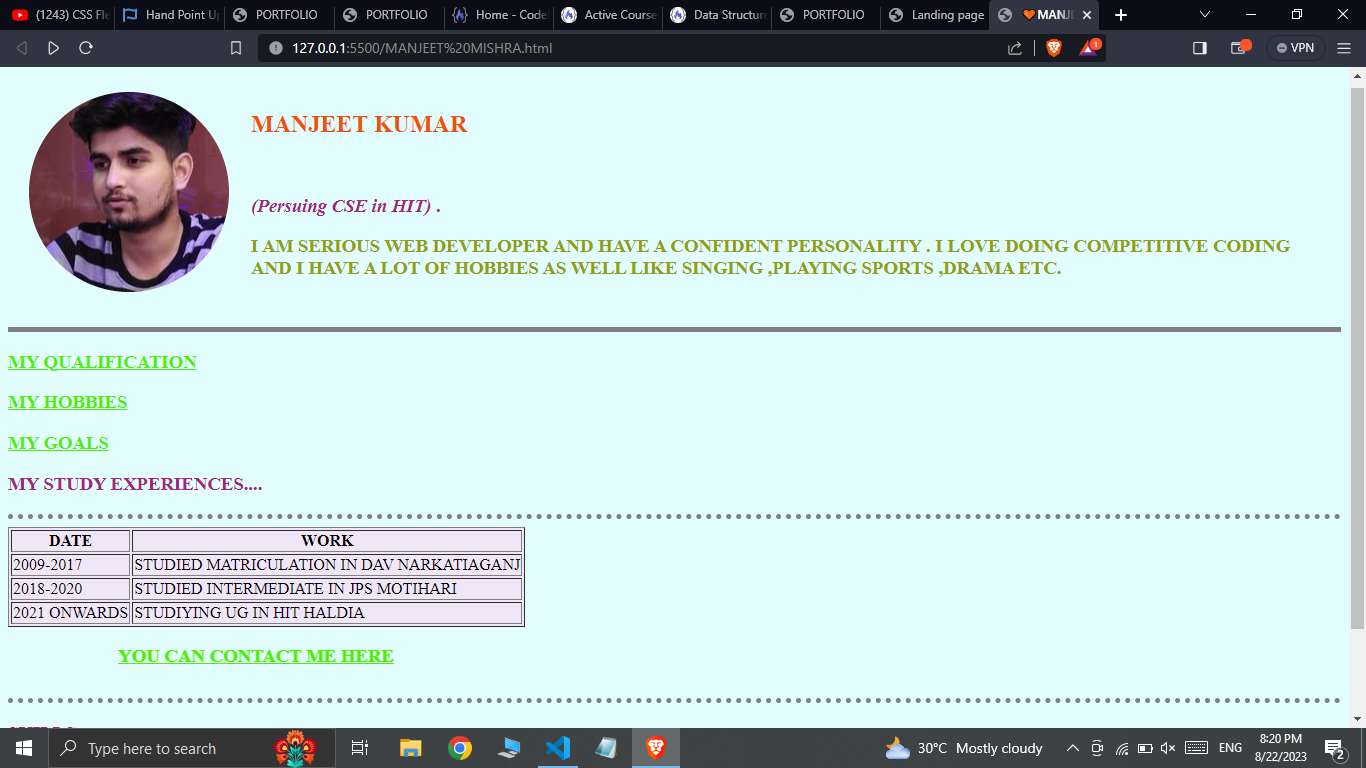 (1243) CSS Fle
Hand Point Up
PORTFOLIO
PORTFOLIO
Home - Code
Active Course
Data Structur
PORTFOLIO
Landing page
MANJE
127.0.0.1:5500/MANJEET%20MISHRA.html
1
VPN
MANJEET KUMAR
(Persuing CSE in HIT) .
I AM SERIOUS WEB DEVELOPER AND HAVE A CONFIDENT PERSONALITY . I LOVE DOING COMPETITIVE CODING
AND I HAVE A LOT OF HOBBIES AS WELL LIKE SINGING ,PLAYING SPORTS ,DRAMA ETC.
MY QUALIFICATION
MY HOBBIES
MY GOALS
MY STUDY EXPERIENCES....
DATE WORK
2009-2017 STUDIED MATRICULATION IN DAV NARKATIAGANJ
2018-2020 STUDIED INTERMEDIATE IN JPS MOTIHARI
2021 ONWARDS STUDIYING UG IN HIT HALDIA
YOU CAN CONTACT ME HERE
Type here to search
30°C Mostly cloudy
ENG
8:20 PM
8/22/2023
2